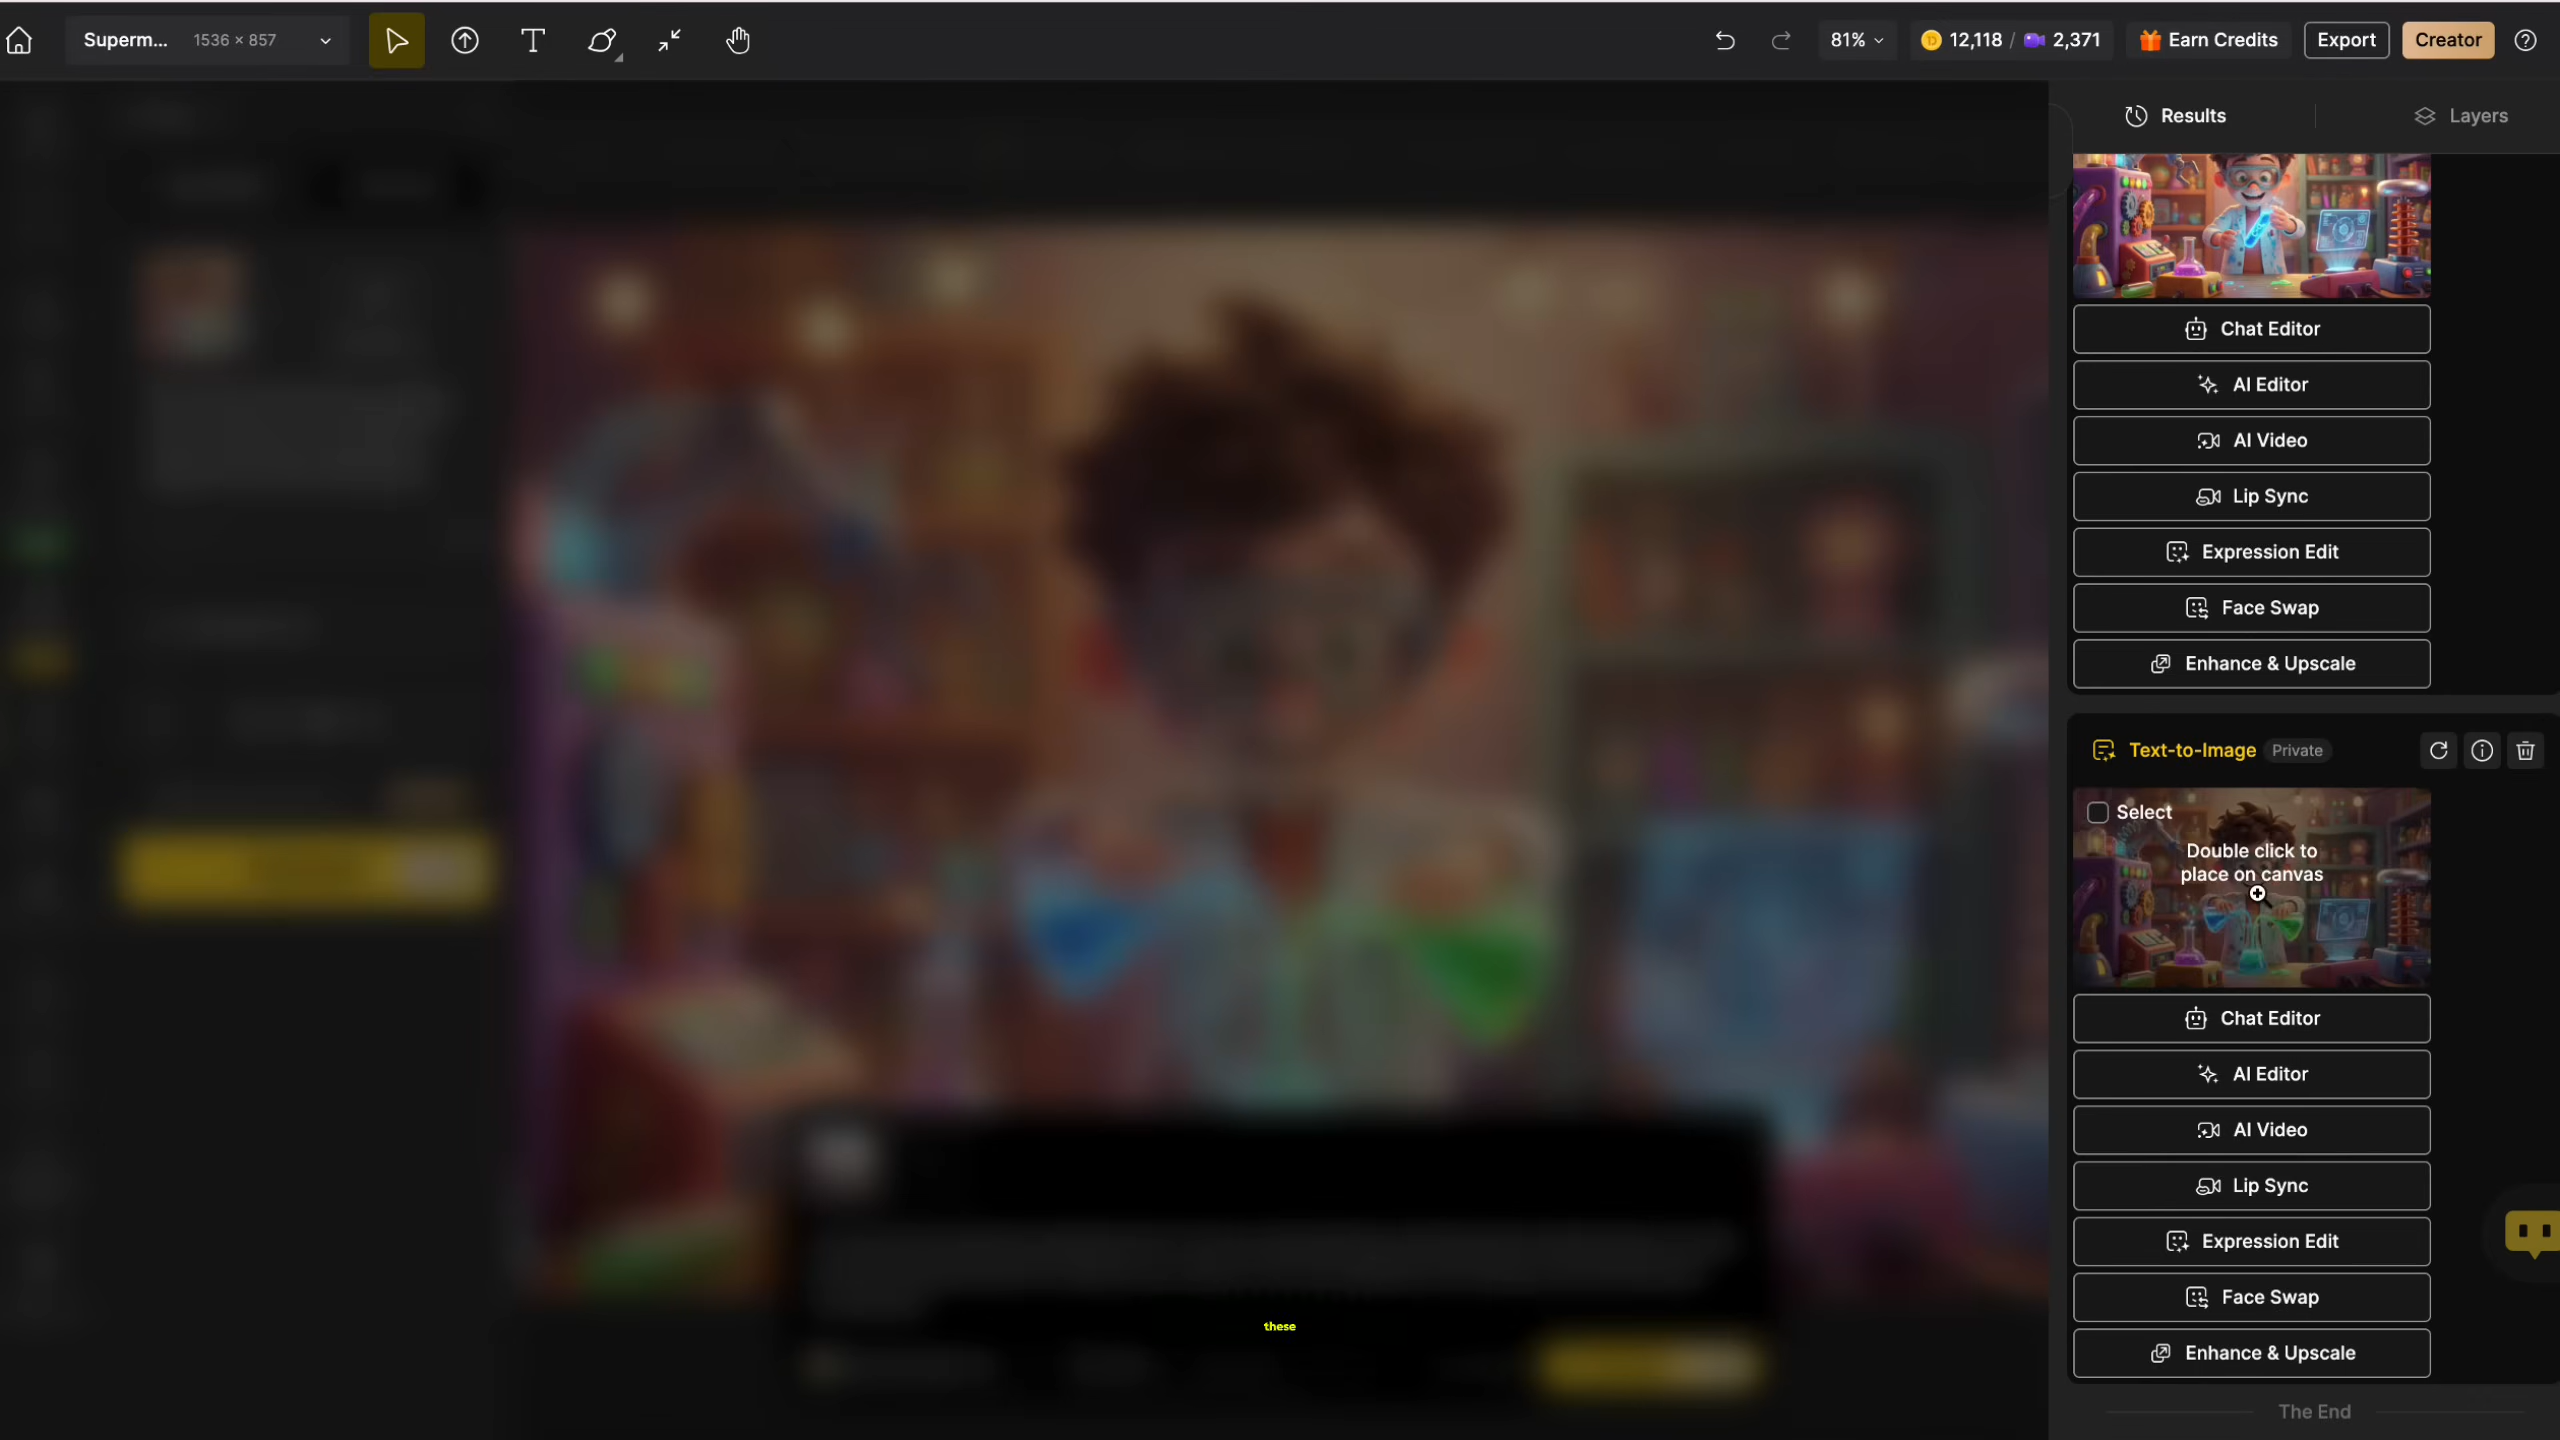 Superm... 1536 × 857
81% 12,118 / 2,371 Earn Credits Export Creator
Results Layers
Chat Editor
AI Editor
AI Video
Lip Sync
Expression Edit
Face Swap
Enhance & Upscale
Text-to-Image Private
Select
Double click to
place on canvas
Chat Editor
AI Editor
AI Video
Lip Sync
Expression Edit
Face Swap
Enhance & Upscale
The End
these